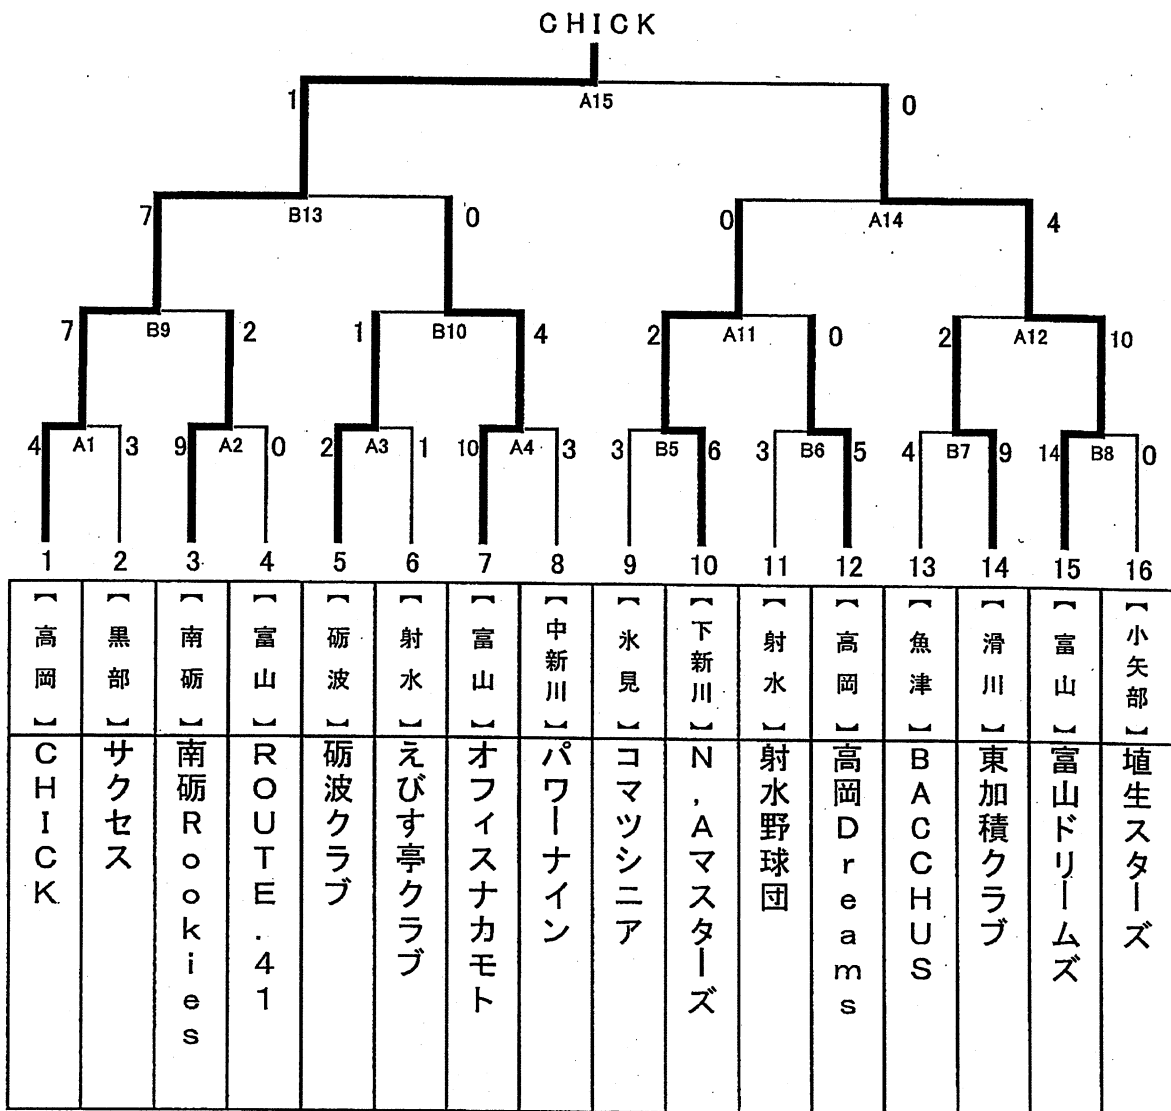 CHICK
1 A15 0
7 B13 0 0 A14 4
7 B9 2 1 B10 4 2 A11 0 2 A12 10
4 A1 3 9 A2 0 2 A3 1 10 A4 3 3 B5 6 3 B6 5 4 B7 9 14 B8 0
1 2 3 4 5 6 7 8 9 10 11 12 13 14 15 16
【高岡】
【黒部】
【南砺】
【富山】
【砺波】
【射水】
【富山】
【中新川】
【氷見】
【下新川】
【射水】
【高岡】
【魚津】
【滑川】
【富山】
【小矢部】
CHICK
サクセス
南砺Rookies
ROUTE.41
砺波クラブ
えびす亭クラブ
オフィスナカモト
パワーナイン
コマツシニア
N,Aマスターズ
射水野球団
高岡Dreams
BACCHUS
東加積クラブ
富山ドリームズ
埴生スターズ